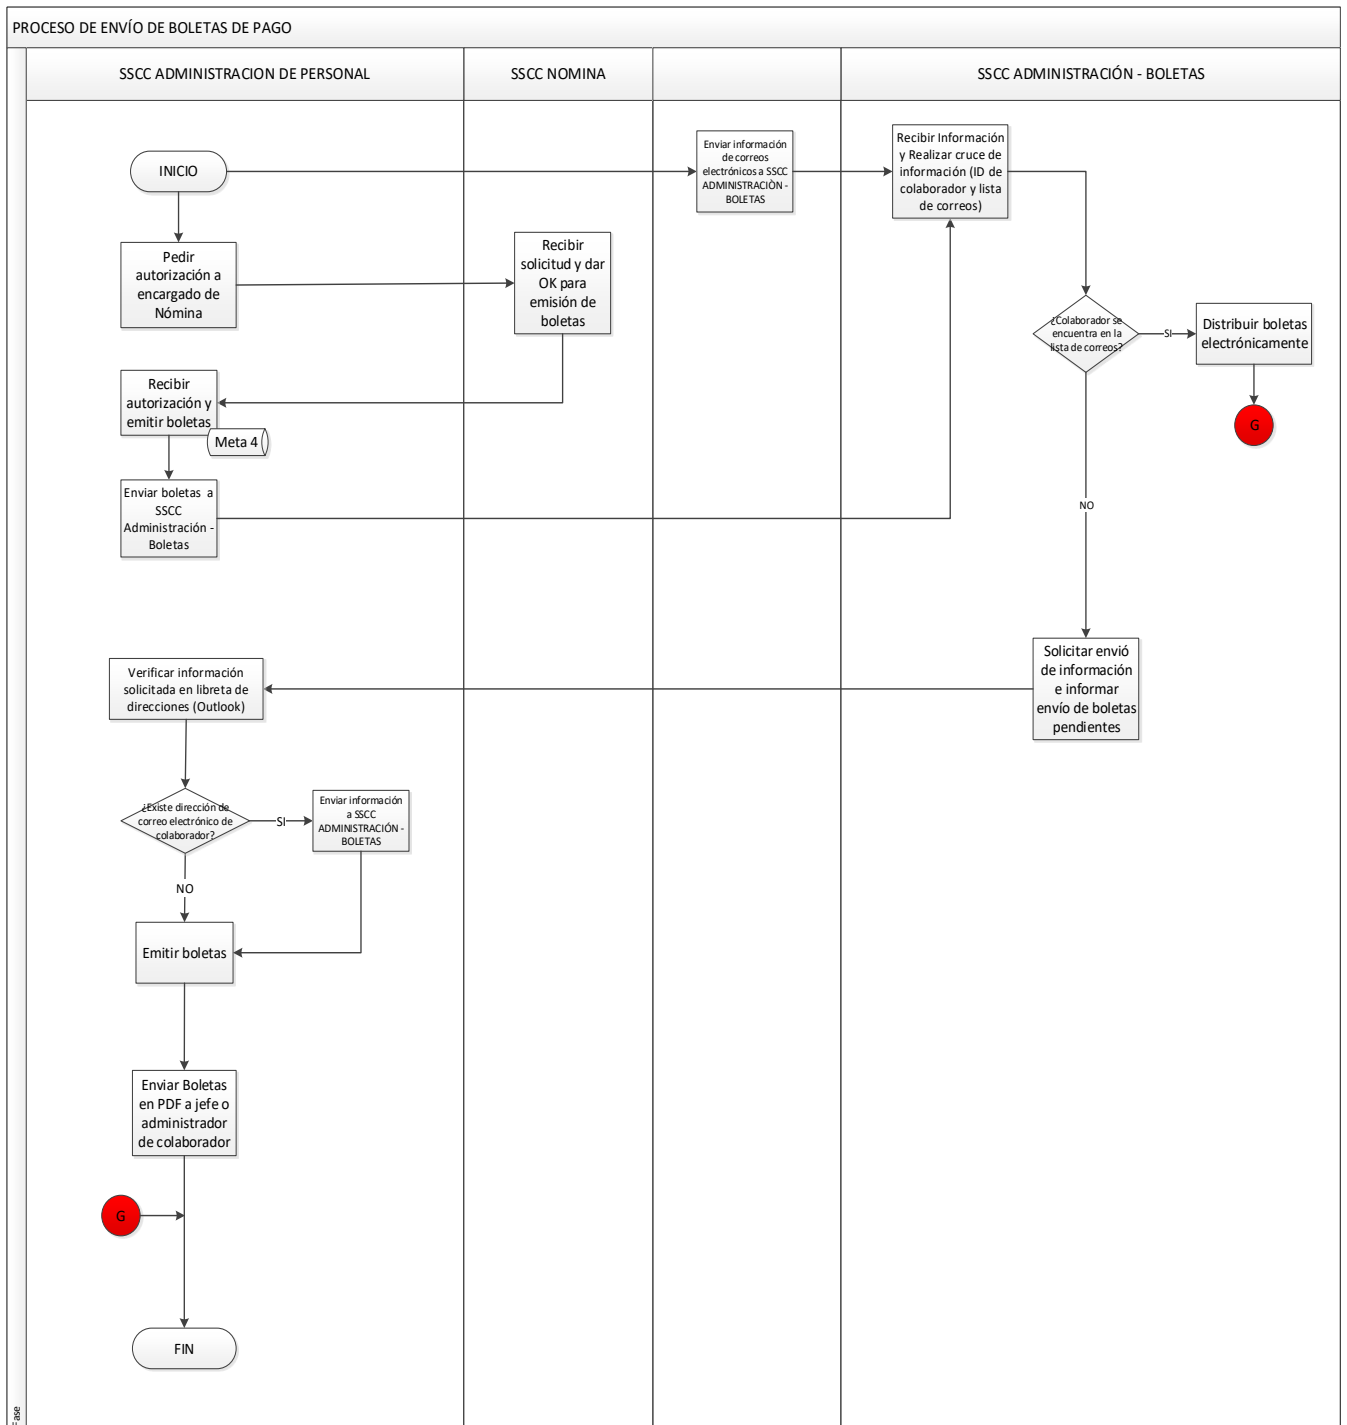 PROCESO DE ENVÍO DE BOLETAS DE PAGO
SSCC ADMINISTRACION DE PERSONAL
SSCC NOMINA
SSCC ADMINISTRACIÓN - BOLETAS
INICIO
Enviar información
de correos
electrónicos a SSCC
ADMINISTRACIÒN -
BOLETAS
Recibir Información
y Realizar cruce de
información (ID de
colaborador y lista
de correos)
Pedir
autorización a
encargado de
Nómina
Recibir
solicitud y dar
OK para
emisión de
boletas
¿Colaborador se
encuentra en la
lista de correos?
SI
Distribuir boletas
electrónicamente
G
Recibir
autorización y
emitir boletas
Meta 4
Enviar boletas a
SSCC
Administración -
Boletas
NO
Solicitar envió
de información
e informar
envío de boletas
pendientes
Verificar información
solicitada en libreta de
direcciones (Outlook)
¿Existe dirección de
correo electrónico de
colaborador?
SI
Enviar información
a SSCC
ADMINISTRACIÓN -
BOLETAS
NO
Emitir boletas
Enviar Boletas
en PDF a jefe o
administrador
de colaborador
G
FIN
Fase